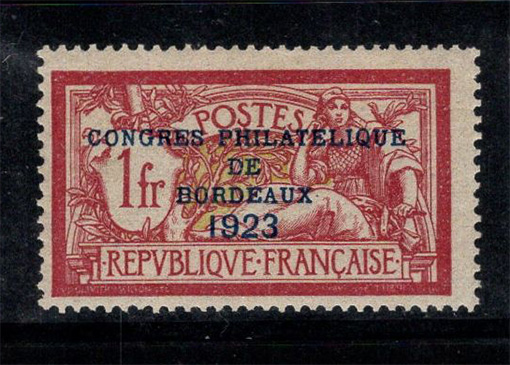 POSTES
CONGRES PHILATELIQUE
1fr
DE
BORDEAUX
1923
REPVBLIQVE·FRANÇAISE·